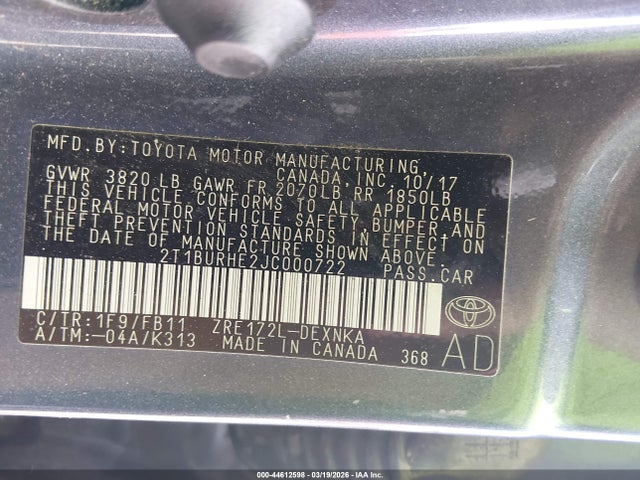 MFD.BY:TOYOTA MOTOR MANUFACTURING
CANADA, INC. 10/17
GVWR 3820 LB GAWR FR 2070LB RR 1850LB
THIS VEHICLE CONFORMS TO ALL APPLICABLE
FEDERAL MOTOR VEHICLE SAFETY, BUMPER, AND
THEFT PREVENTION STANDARDS IN EFFECT ON
THE DATE OF MANUFACTURE SHOWN ABOVE.
2T1BURHE2JC000722 PASS.CAR
C/TR:1F9/FB11 ZRE172L-DEXNKA
A/TM:-04A/K313 MADE IN CANADA 368
AD
000-44612598 - 03/19/2026 - IAAI.COM